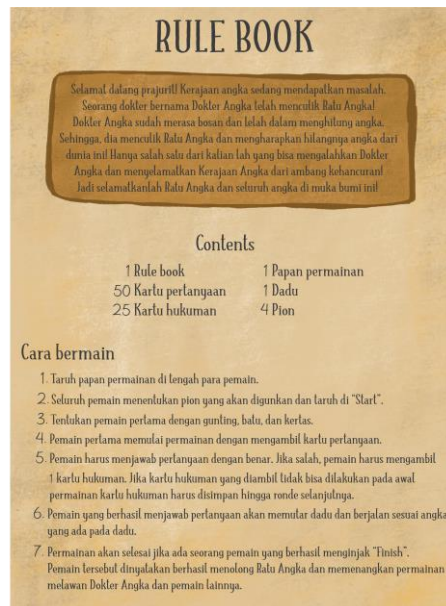 RULE BOOK
Selamat datang prajurit! Kerajaan angka sedang mendapatkan masalah.
Seorang dokter bernama Dokter Angka telah menculik Ratu Angka!
Dokter Angka sudah merasa bosan dan lelah dalam menghitung angka.
Sehingga, dia menculik Ratu Angka dan mengharapkan hilangnya angka dari
dunia ini! Hanya salah satu dari kalian lah yang bisa mengalahkan Dokter
Angka dan menyelamatkan Kerajaan Angka dari ambang kehancuran!
Jadi selamatkanlah Ratu Angka dan seluruh angka di muka bumi ini!
Contents
1 Rule book 1 Papan permainan
50 Kartu pertanyaan 1 Dadu
25 Kartu hukuman 4 Pion
Cara bermain
1. Taruh papan permainan di tengah para pemain.
2. Seluruh pemain menentukan pion yang akan digunkan dan taruh di "Start".
3. Tentukan pemain pertama dengan gunting, batu, dan kertas.
4. Pemain pertama memulai permainan dengan mengambil kartu pertanyaan.
5. Pemain harus menjawab pertanyaan dengan benar. Jika salah, pemain harus mengambil
1 kartu hukuman. Jika kartu hukuman yang diambil tidak bisa dilakukan pada awal
permainan kartu hukuman harus disimpan hingga ronde selanjutnya.
6. Pemain yang berhasil menjawab pertanyaan akan memutar dadu dan berjalan sesuai angka
yang ada pada dadu.
7. Permainan akan selesai jika ada seorang pemain yang berhasil menginjak "Finish".
Pemain tersebut dinyatakan berhasil menolong Ratu Angka dan memenangkan permainan
melawan Dokter Angka dan pemain lainnya.